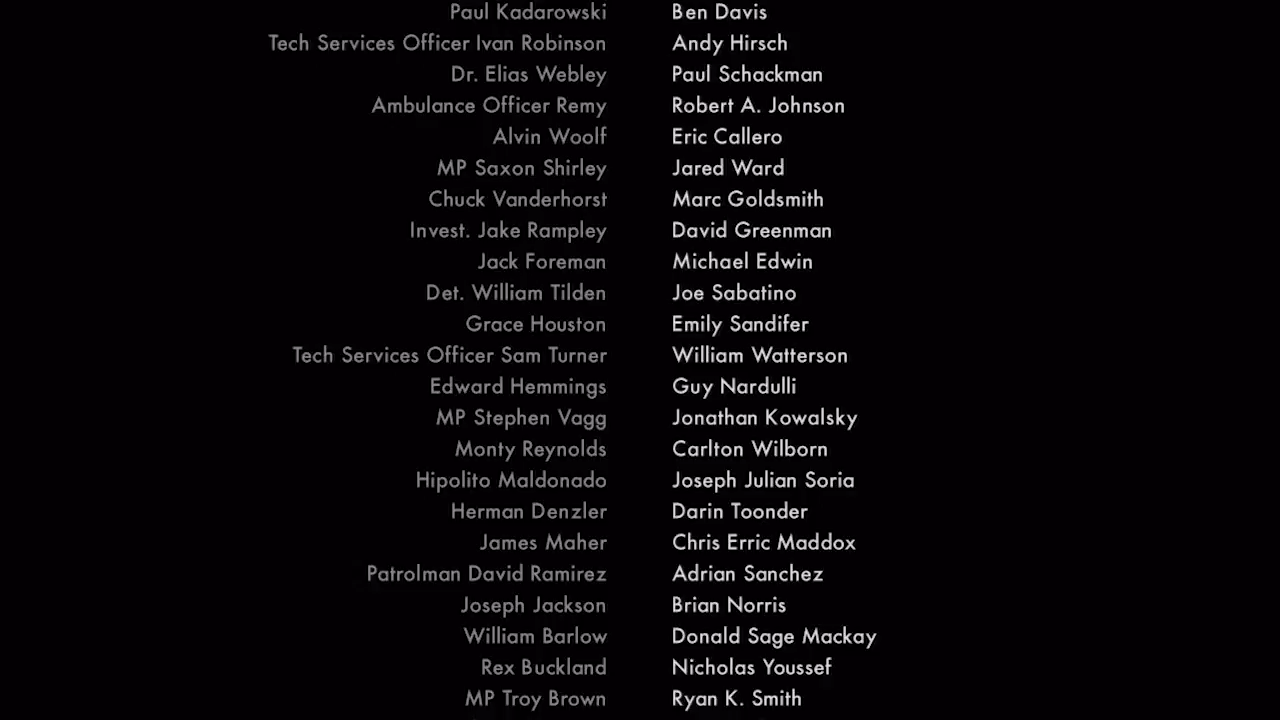 Paul Kadarowski Ben Davis
Tech Services Officer Ivan Robinson Andy Hirsch
Dr. Elias Webley Paul Schackman
Ambulance Officer Remy Robert A. Johnson
Alvin Woolf Eric Callero
MP Saxon Shirley Jared Ward
Chuck Vanderhorst Marc Goldsmith
Invest. Jake Rampley David Greenman
Jack Foreman Michael Edwin
Det. William Tilden Joe Sabatino
Grace Houston Emily Sandifer
Tech Services Officer Sam Turner William Watterson
Edward Hemmings Guy Nardulli
MP Stephen Vagg Jonathan Kowalsky
Monty Reynolds Carlton Wilborn
Hipolito Maldonado Joseph Julian Soria
Herman Denzler Darin Toonder
James Maher Chris Erric Maddox
Patrolman David Ramirez Adrian Sanchez
Joseph Jackson Brian Norris
William Barlow Donald Sage Mackay
Rex Buckland Nicholas Youssef
MP Troy Brown Ryan K. Smith